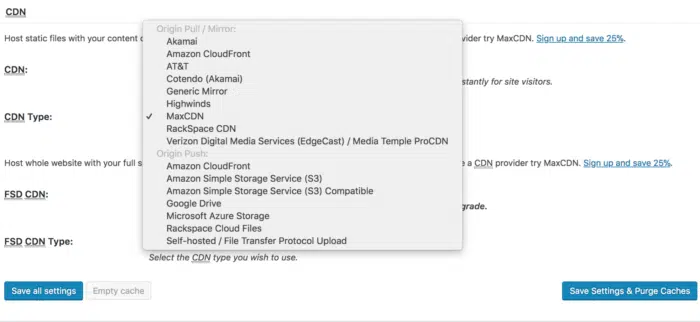 CDN
Origin Pull / Mirror:
Host static files with your content d
vider try MaxCDN. Sign up and save 25%.
Akamai
Amazon CloudFront
CDN:
AT&T
Cotendo (Akamai)
stantly for site visitors.
Generic Mirror
Highwinds
CDN Type:
✓ MaxCDN
RackSpace CDN
Verizon Digital Media Services (EdgeCast) / Media Temple ProCDN
Origin Push:
Host whole website with your full s
e a CDN provider try MaxCDN. Sign up and save 25%.
Amazon CloudFront
Amazon Simple Storage Service (S3)
Amazon Simple Storage Service (S3) Compatible
FSD CDN:
Google Drive
grade.
Microsoft Azure Storage
Rackspace Cloud Files
FSD CDN Type:
Self-hosted / File Transfer Protocol Upload
Select the CDN type you wish to use.
Save all settings
Empty cache
Save Settings & Purge Caches